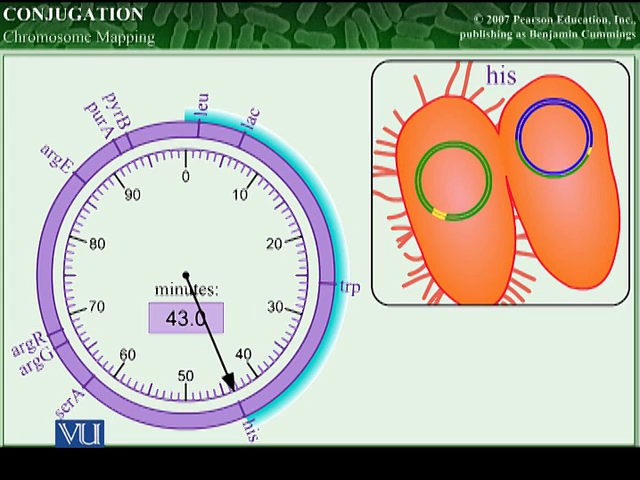 CONJUGATION
Chromosome Mapping
© 2007 Pearson Education, Inc.,
publishing as Benjamin Cummings
his
leu
lac
pyrB
purA
argE
0
10
90
80
20
trp
minutes:
43.0
70
30
argR
argG
60
40
50
serA
his
VU